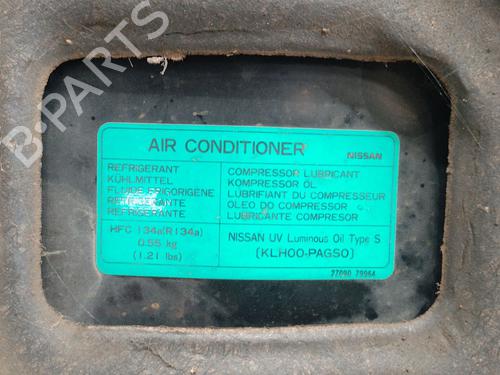 B-PARTS
AIR CONDITIONER NISSAN
REFRIGERANT
KÜHLMITTEL
FLUIDE FRIGORIGENE
REFRIGERANTE
REFRIGERANTE
COMPRESSOR LUBRICANT
KOMPRESSOR ÖL
LUBRIFIANT DU COMPRESSEUR
OLEO DO COMPRESSOR
LUBRICANTE COMPRESOR
HFC 134a(R134a)
0.55 kg
(1.21 lbs)
NISSAN UV Luminous Oil Type S
(KLH00-PAGS0)
27090 79964